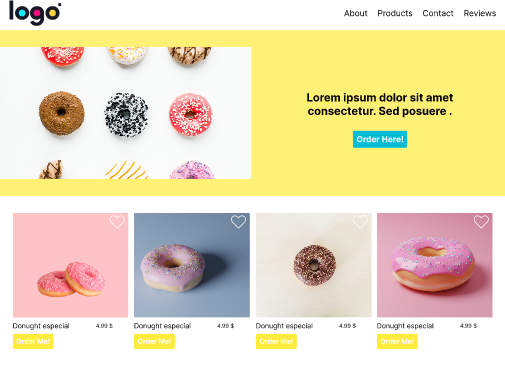 logo
About Products Contact Reviews
Lorem ipsum dolor sit amet
consectetur. Sed posuere .
Order Here!
Donught especial 4.99 $
Order Me!
Donught especial 4.99 $
Order Me!
Donught especial 4.99 $
Order Me!
Donught especial 4.99 $
Order Me!